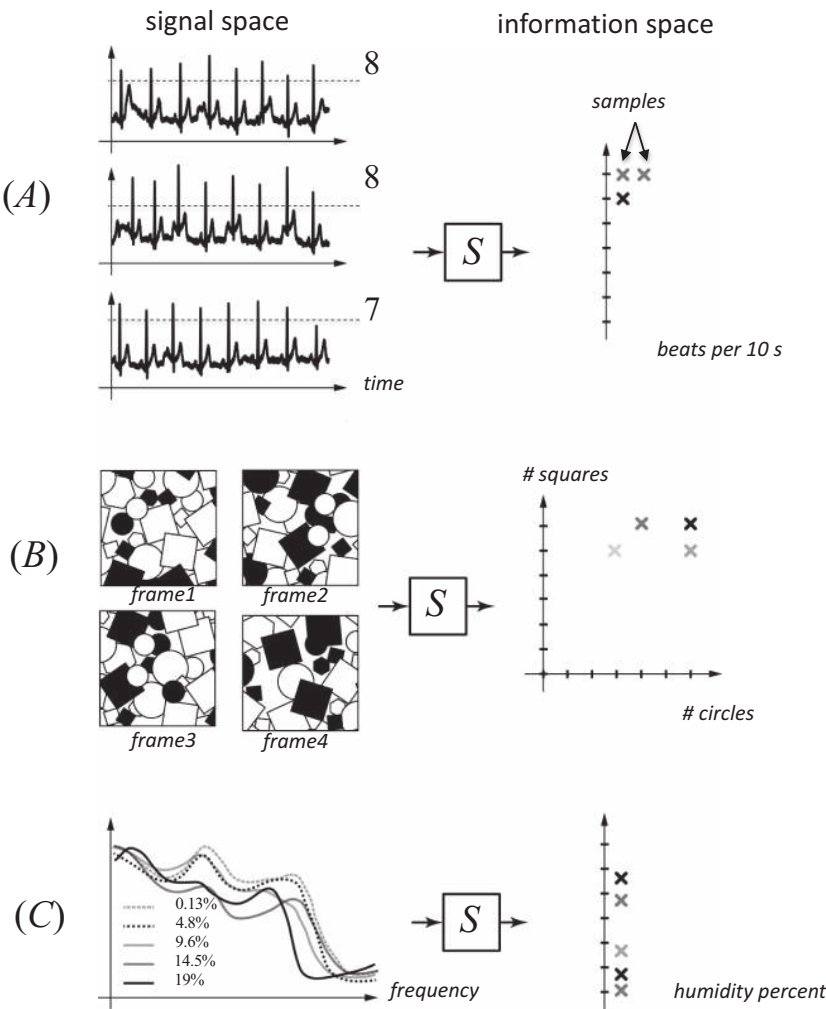 signal space
information space
8
samples
(A)
8
S
7
beats per 10 s
time
# squares
(B)
frame1
frame2
S
frame3
frame4
# circles
(C)
0.13%
4.8%
9.6%
14.5%
19%
S
frequency
humidity percent